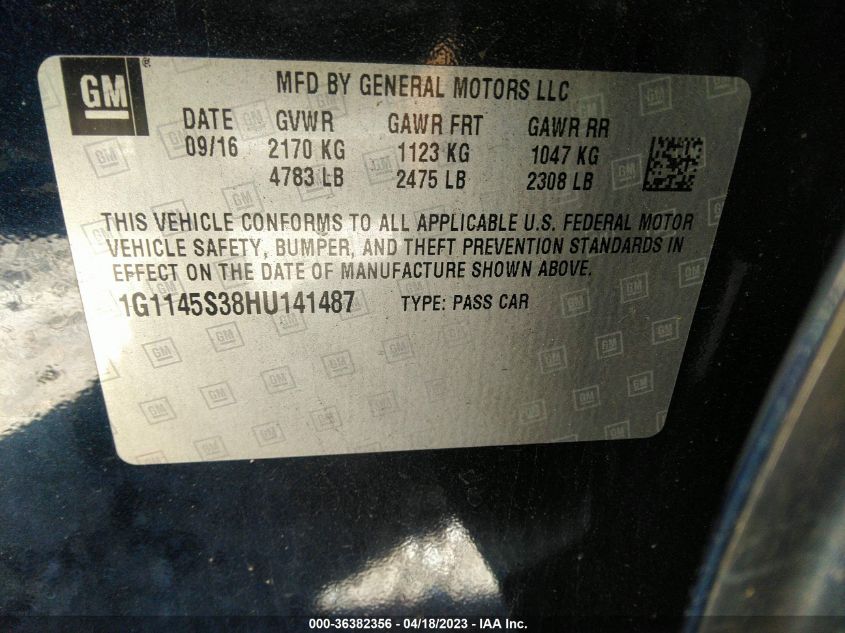 GM ®
MFD BY GENERAL MOTORS LLC
DATE GVWR GAWR FRT GAWR RR
09/16 2170 KG 1123 KG 1047 KG
4783 LB 2475 LB 2308 LB
THIS VEHICLE CONFORMS TO ALL APPLICABLE U.S. FEDERAL MOTOR
VEHICLE SAFETY, BUMPER, AND THEFT PREVENTION STANDARDS IN
EFFECT ON THE DATE OF MANUFACTURE SHOWN ABOVE.
1G1145S38HU141487 TYPE: PASS CAR
000-36382356 - 04/18/2023 - IAA Inc.